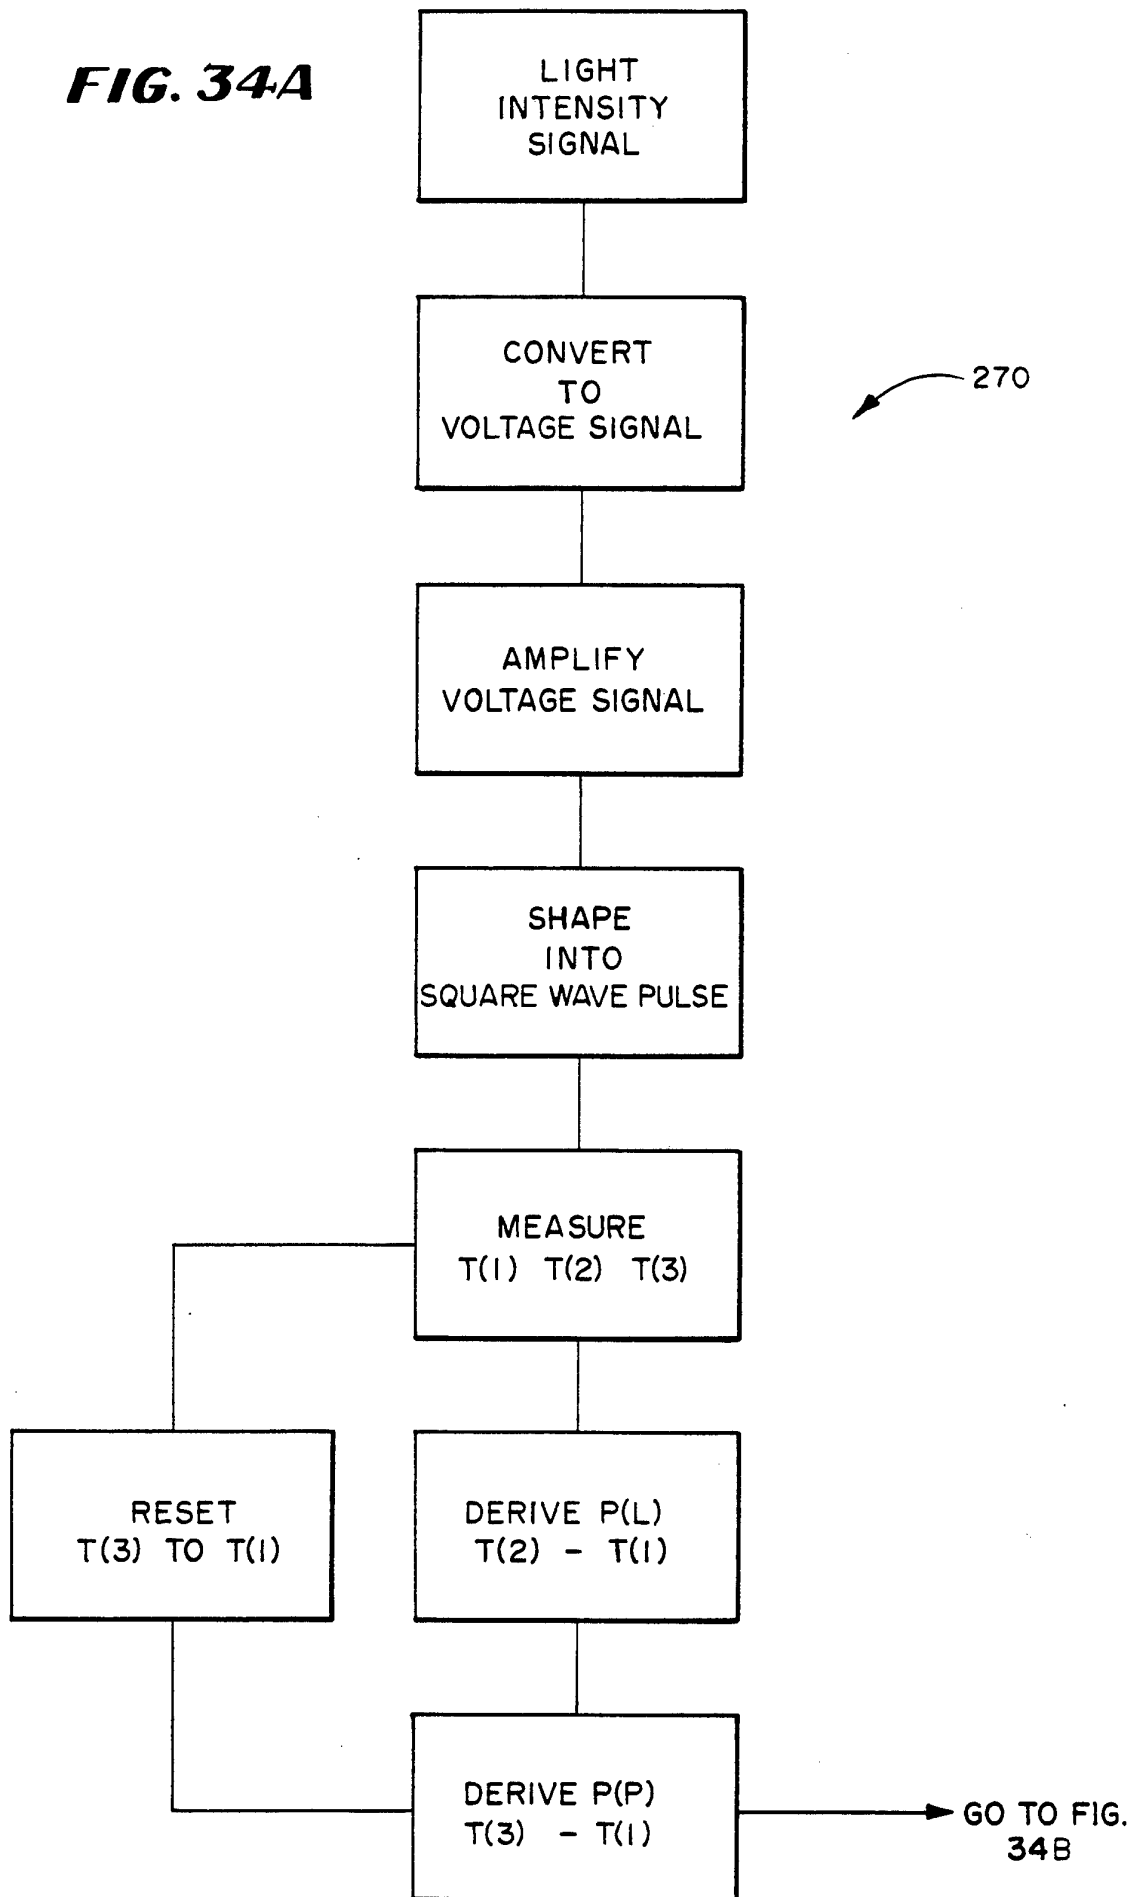 FIG. 34A
LIGHT
INTENSITY
SIGNAL
CONVERT
TO
VOLTAGE SIGNAL
270
AMPLIFY
VOLTAGE SIGNAL
SHAPE
INTO
SQUARE WAVE PULSE
MEASURE
T(1) T(2) T(3)
RESET
T(3) TO T(1)
DERIVE P(L)
T(2) - T(1)
DERIVE P(P)
T(3) - T(1)
GO TO FIG.
34B